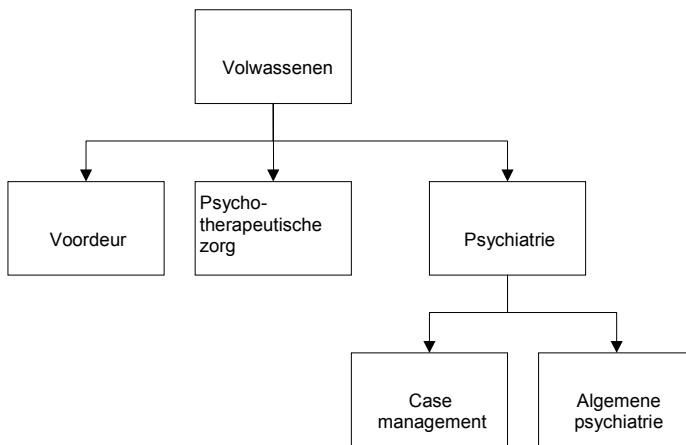 Volwassenen
Voordeur
Psycho-
therapeutische
zorg
Psychiatrie
Case
management
Algemene
psychiatrie